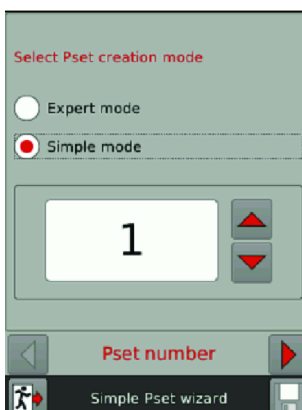 Select Pset creation mode
Expert mode
Simple mode
1
Pset number
Simple Pset wizard